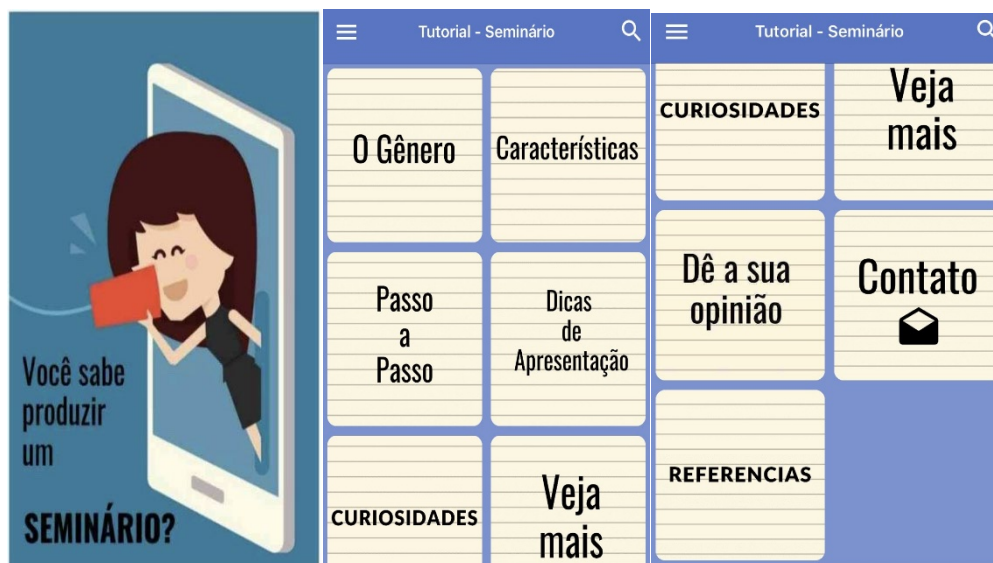 Você sabe
produzir
um
SEMINÁRIO?
Tutorial - Seminário
O Gênero
Características
Passo
a
Passo
Dicas
de
Apresentação
CURIOSIDADES
Veja
mais
Tutorial - Seminário
CURIOSIDADES
Veja
mais
Dê a sua
opinião
Contato
REFERENCIAS